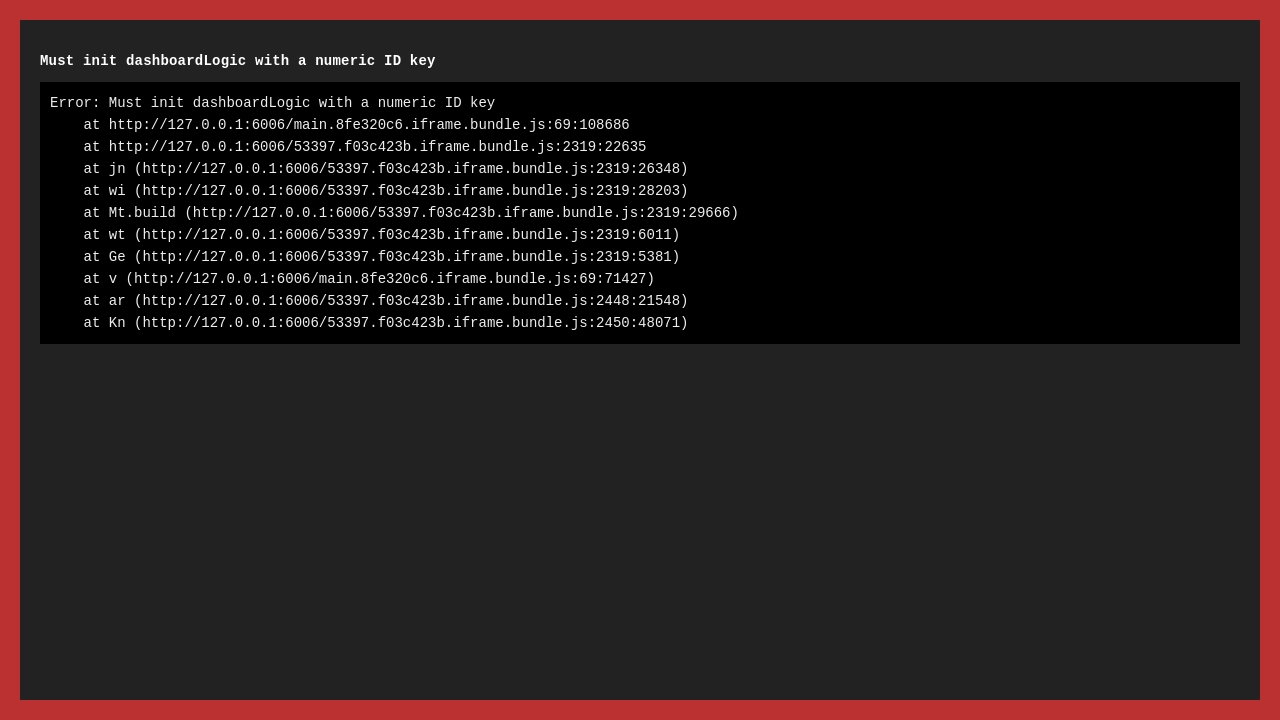 Must init dashboardLogic with a numeric ID key
Error: Must init dashboardLogic with a numeric ID key
    at http://127.0.0.1:6006/main.8fe320c6.iframe.bundle.js:69:108686
    at http://127.0.0.1:6006/53397.f03c423b.iframe.bundle.js:2319:22635
    at jn (http://127.0.0.1:6006/53397.f03c423b.iframe.bundle.js:2319:26348)
    at wi (http://127.0.0.1:6006/53397.f03c423b.iframe.bundle.js:2319:28203)
    at Mt.build (http://127.0.0.1:6006/53397.f03c423b.iframe.bundle.js:2319:29666)
    at wt (http://127.0.0.1:6006/53397.f03c423b.iframe.bundle.js:2319:6011)
    at Ge (http://127.0.0.1:6006/53397.f03c423b.iframe.bundle.js:2319:5381)
    at v (http://127.0.0.1:6006/main.8fe320c6.iframe.bundle.js:69:71427)
    at ar (http://127.0.0.1:6006/53397.f03c423b.iframe.bundle.js:2448:21548)
    at Kn (http://127.0.0.1:6006/53397.f03c423b.iframe.bundle.js:2450:48071)